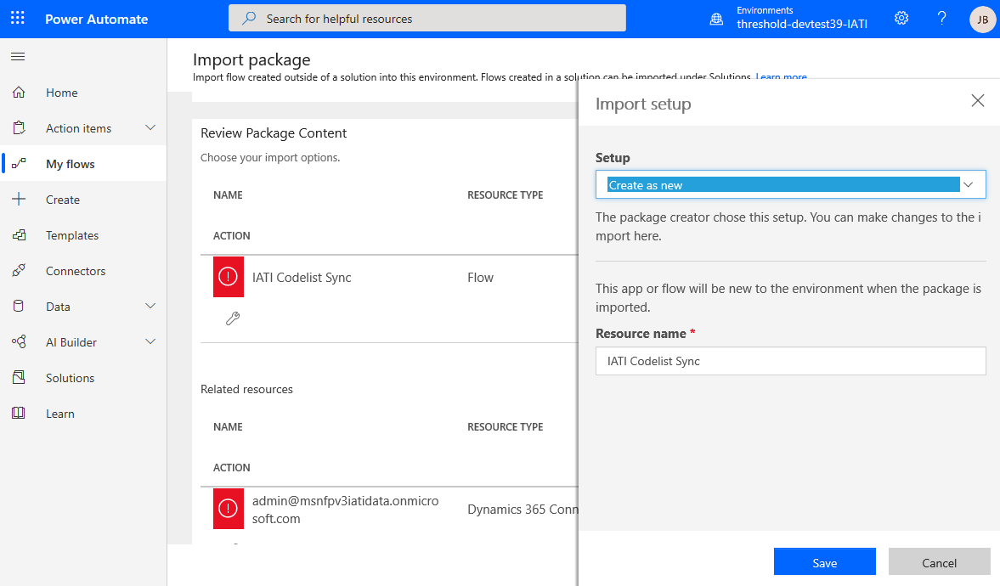 Power Automate
Search for helpful resources
Environments
threshold-devtest39-IATI
?
JB
Home
Action items
My flows
Create
Templates
Connectors
Data
AI Builder
Solutions
Learn
Import package
Import flow created outside of a solution into this environment. Flows created in a solution can be imported under Solutions. Learn more
Review Package Content
Choose your import options.
NAME RESOURCE TYPE
ACTION
IATI Codelist Sync Flow
Related resources
NAME RESOURCE TYPE
ACTION
admin@msnfpv3iatidata.onmicro
soft.com
Dynamics 365 Conn
Import setup
Setup
Create as new
The package creator chose this setup. You can make changes to the i
mport here.
This app or flow will be new to the environment when the package is
imported.
Resource name *
IATI Codelist Sync
Save Cancel